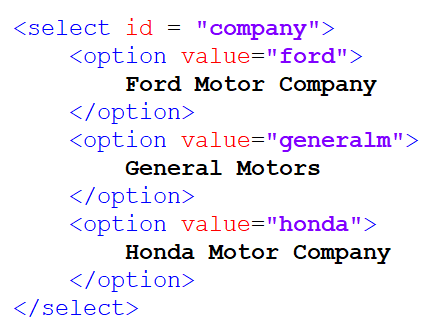 <select id = "company">
<option value="ford">
Ford Motor Company
</option>
<option value="generalm">
General Motors
</option>
<option value="honda">
Honda Motor Company
</option>
</select>